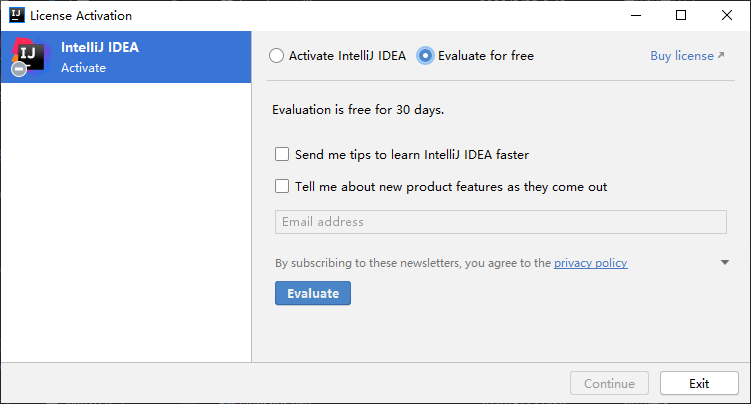 License Activation
IJ
IntelliJ IDEA
Activate
Activate IntelliJ IDEA
Evaluate for free
Buy license
Evaluation is free for 30 days.
Send me tips to learn IntelliJ IDEA faster
Tell me about new product features as they come out
Email address
By subscribing to these newsletters, you agree to the privacy policy
Evaluate
Continue
Exit